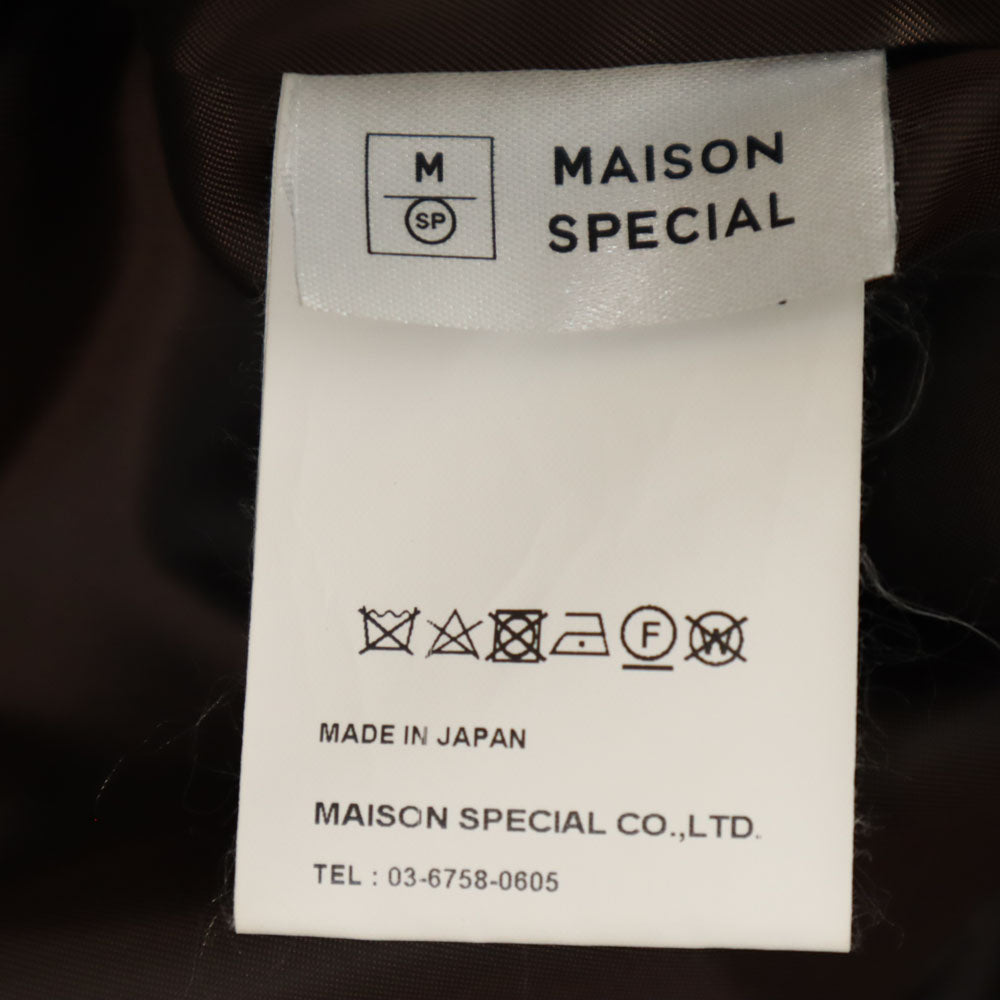 M
SP
MAISON
SPECIAL
F
W
MADE IN JAPAN
MAISON SPECIAL CO.,LTD.
TEL : 03-6758-0605